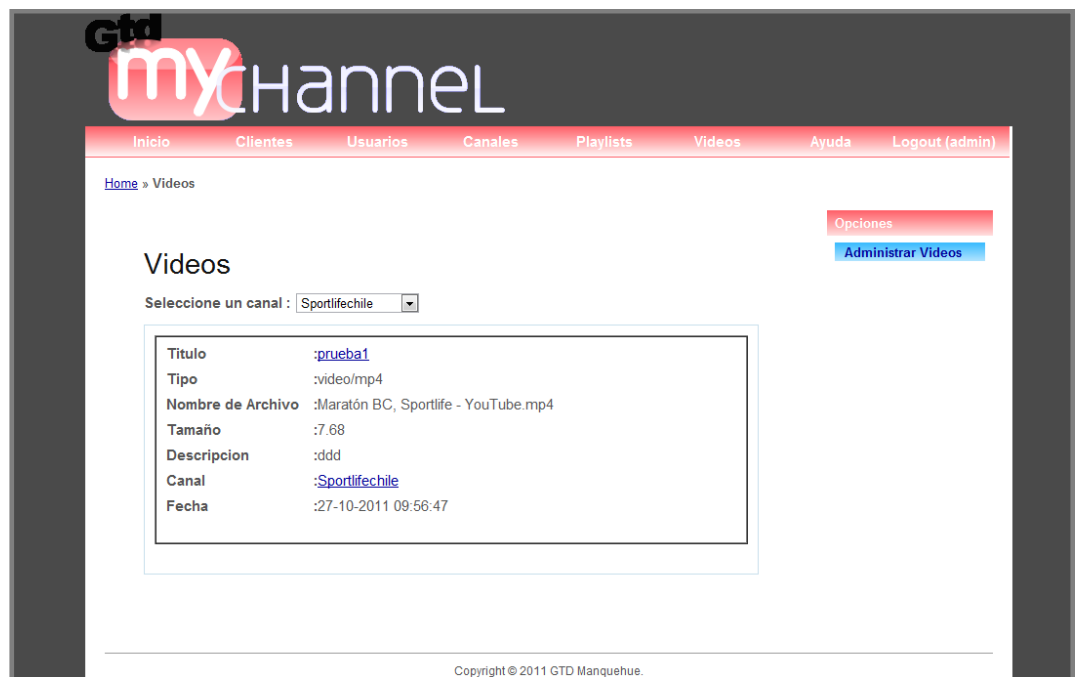 Gtd
myCHanneL
Inicio Clientes Usuarios Canales Playlists Videos Ayuda Logout (admin)
Home » Videos
Opciones
Administrar Videos
Videos
Seleccione un canal : Sportlifechile
Titulo :prueba1
Tipo :video/mp4
Nombre de Archivo :Maratón BC, Sportlife - YouTube.mp4
Tamaño :7.68
Descripcion :ddd
Canal :Sportlifechile
Fecha :27-10-2011 09:56:47
Copyright © 2011 GTD Manquehue.